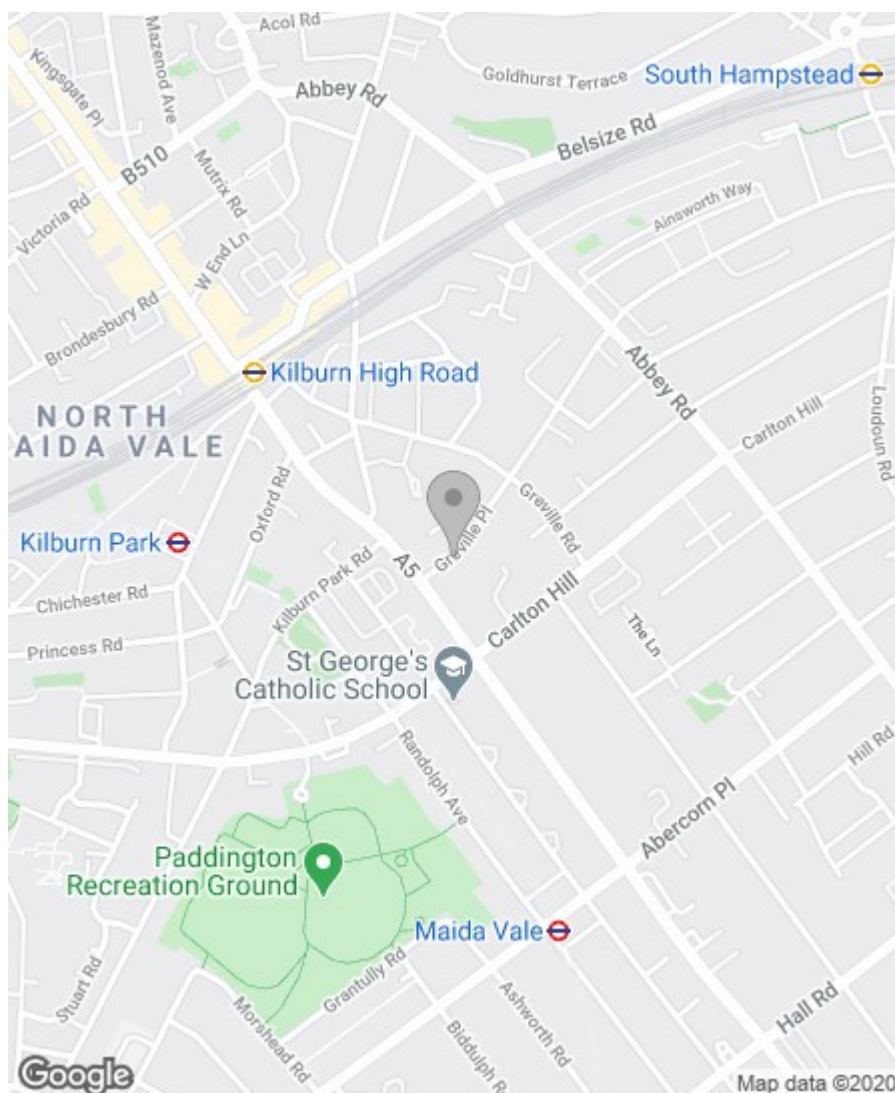 Acol Rd
Mazenod Ave
Kingsgate Pl
Goldhurst Terrace
South Hampstead
Abbey Rd
Belsize Rd
B510
Mutrix Rd
Victoria Rd
Ainsworth Way
W End Ln
Brondesbury Rd
Abbey Rd
Kilburn High Road
Carlton Hill
Loudoun Rd
NORTH
AIDA VALE
Oxford Rd
Greville Rd
Greville Pl
Kilburn Park
A5
Kilburn Park Rd
Chichester Rd
Carlton Hill
The Ln
Princess Rd
St George's
Catholic School
Randolph Ave
Hill Rd
Abercorn Pl
Paddington
Recreation Ground
Maida Vale
Stuart Rd
Grantully Rd
Ashworth Rd
Hall Rd
Morshead Rd
Biddulph R
Google
Map data ©2020